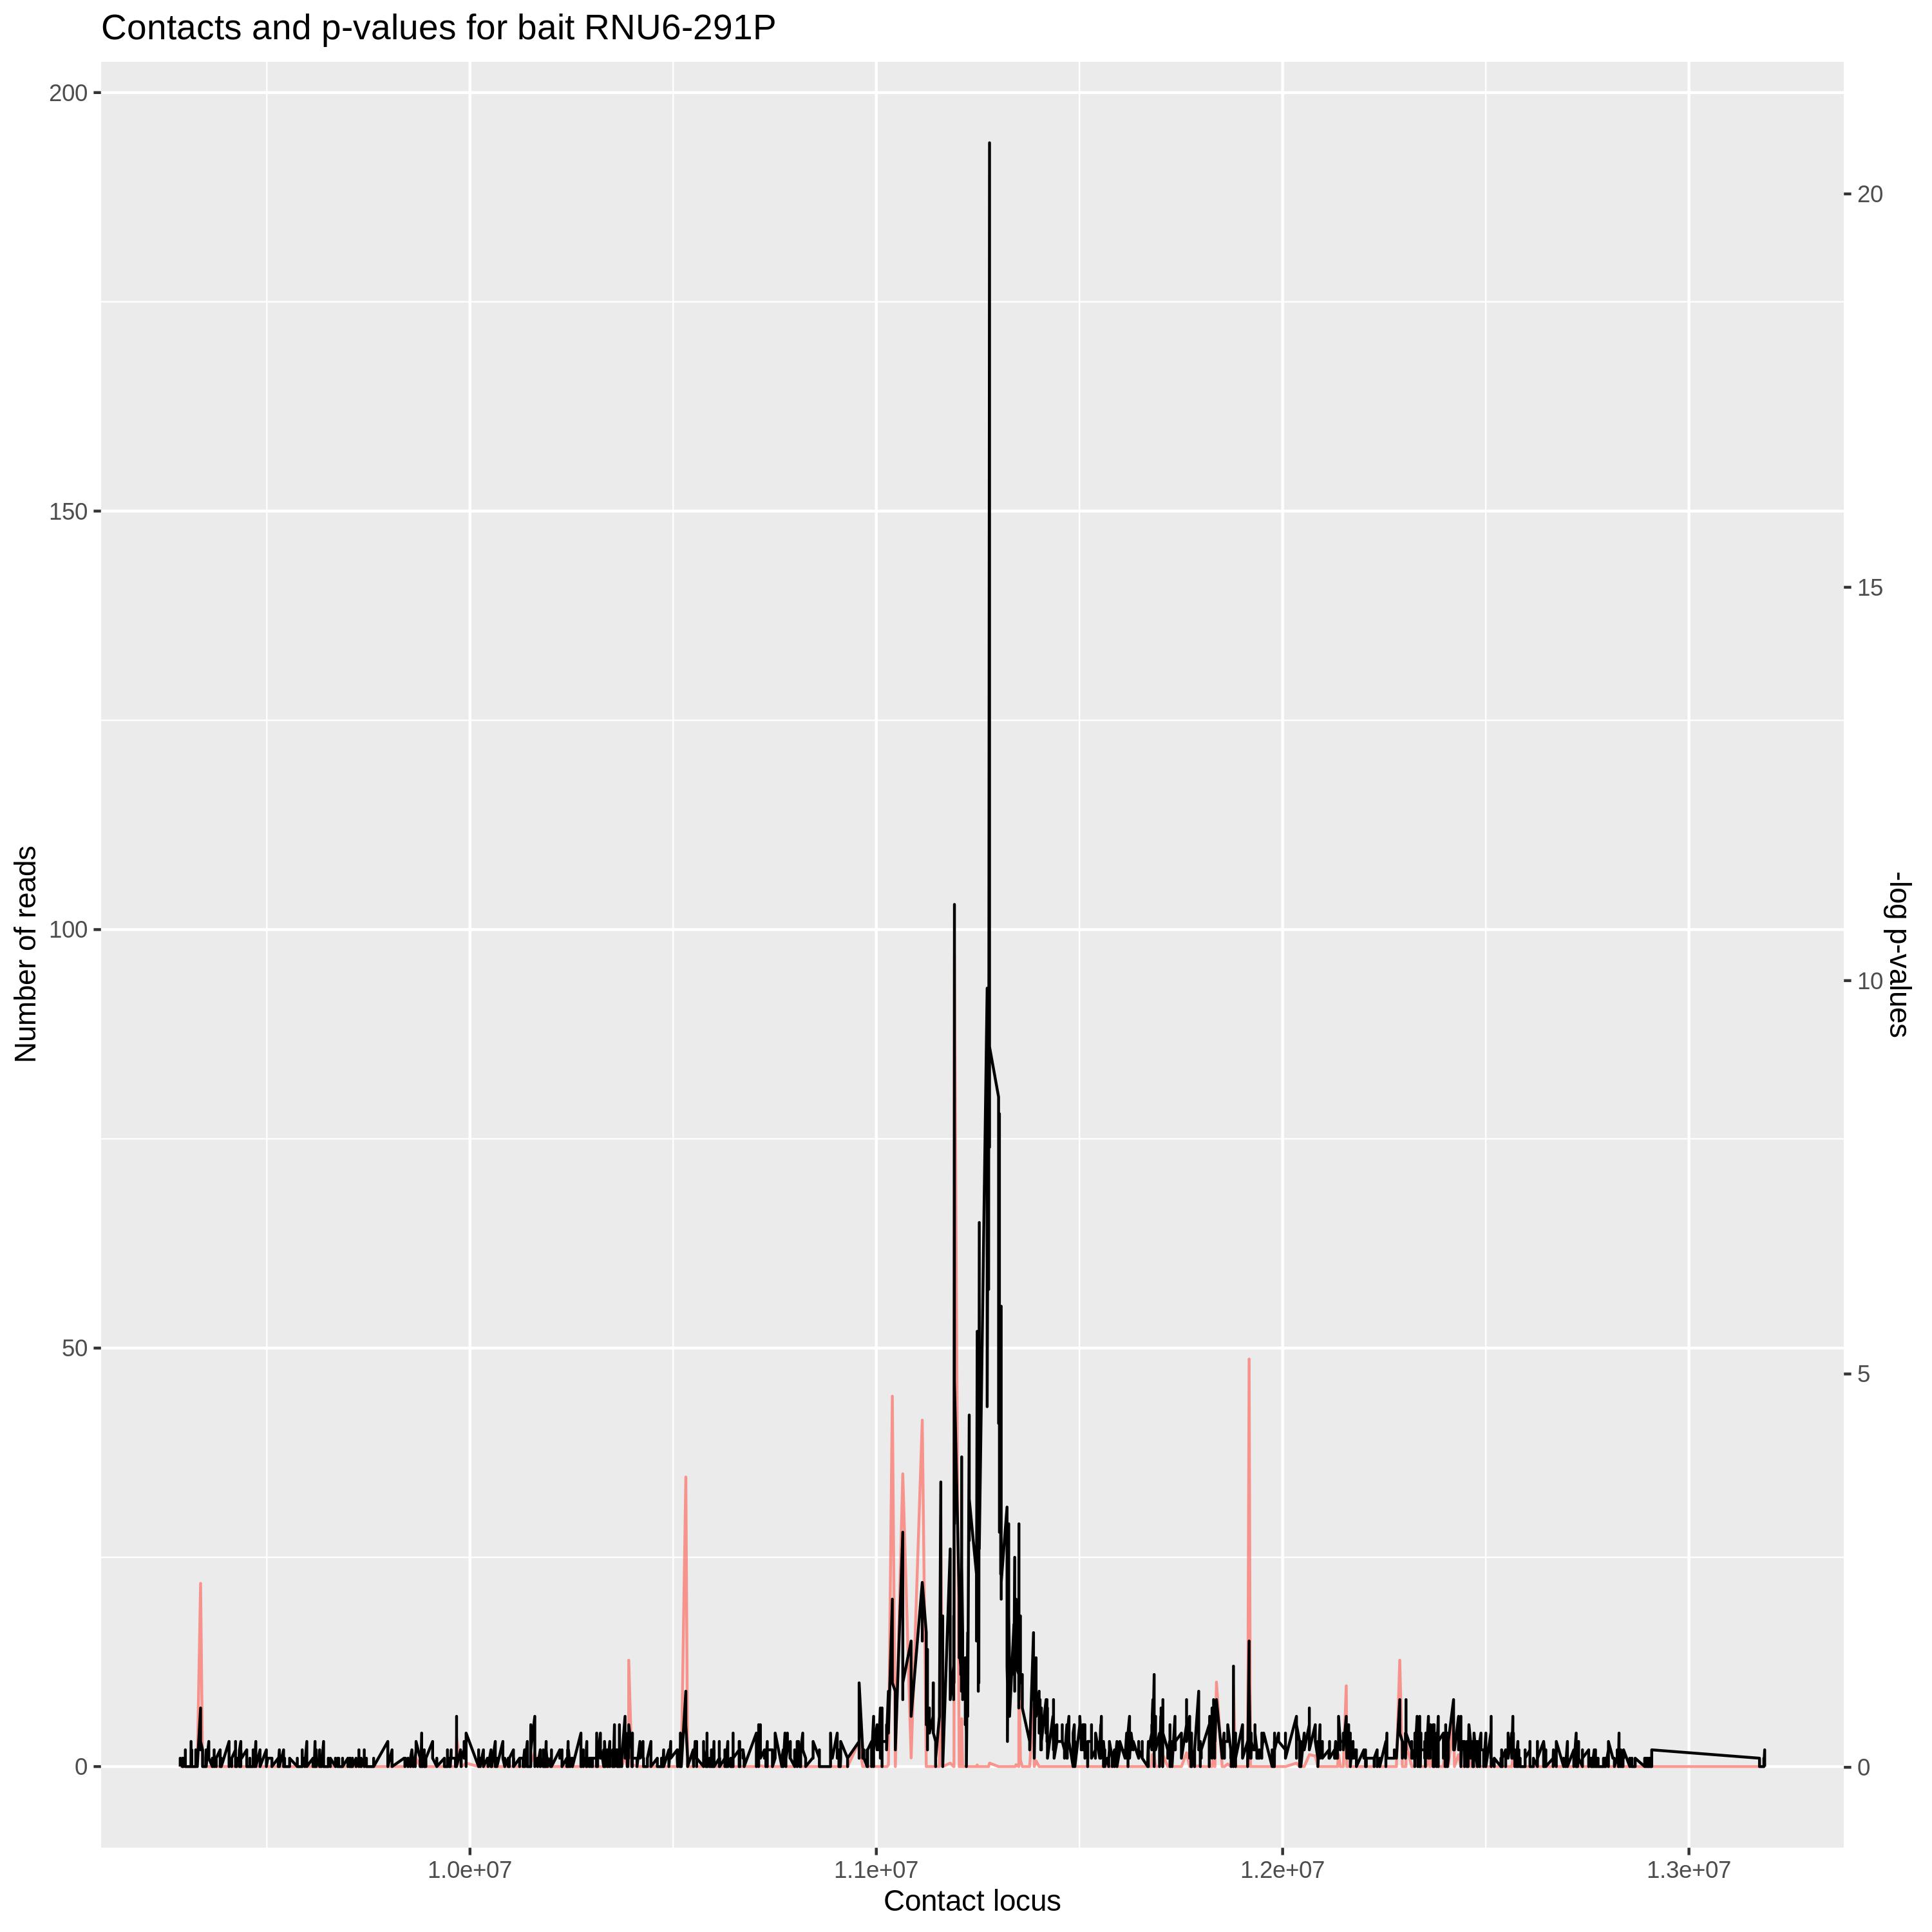 Contacts and p-values for bait RNU6-291P
200
150
100
50
0
Number of reads
20
15
10
5
0
-log p-values
1.0e+07
1.1e+07
1.2e+07
1.3e+07
Contact locus